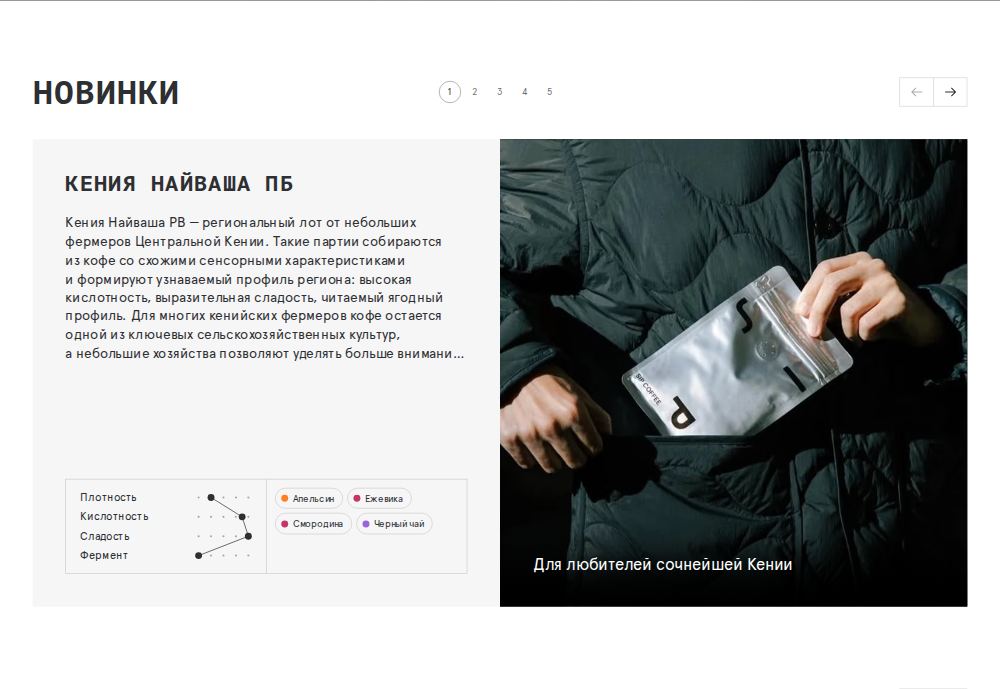 НОВИНКИ
1 2 3 4 5
КЕНИЯ НАЙВАША ПБ
Кения Найваша PB — региональный лот от небольших
фермеров Центральной Кении. Такие партии собираются
из кофе со схожими сенсорными характеристиками
и формируют узнаваемый профиль региона: высокая
кислотность, выразительная сладость, читаемый ягодный
профиль. Для многих кенийских фермеров кофе остается
одной из ключевых сельскохозяйственных культур,
а небольшие хозяйства позволяют уделять больше внимани...
Плотность
Кислотность
Сладость
Фермент
Апельсин
Ежевика
Смородина
Черный чай
S
I
P
SIP COFFEE
Для любителей сочнейшей Кении